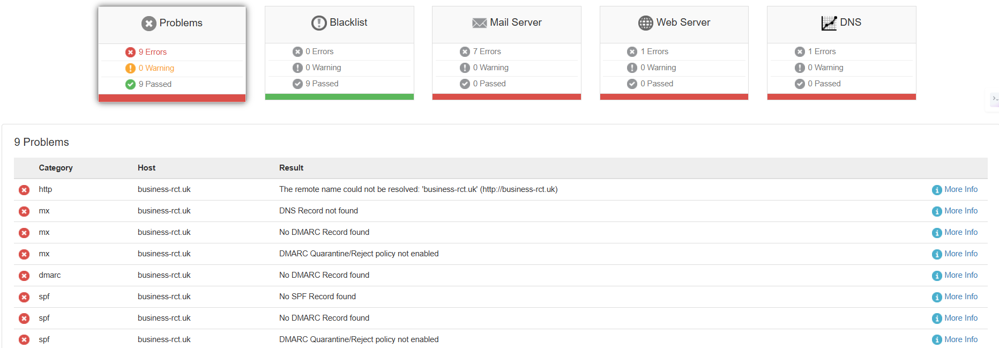 Problems
9 Errors
0 Warning
9 Passed
Blacklist
0 Errors
0 Warning
9 Passed
Mail Server
7 Errors
0 Warning
0 Passed
Web Server
1 Errors
0 Warning
0 Passed
DNS
1 Errors
0 Warning
0 Passed
9 Problems
Category Host Result
http business-rct.uk The remote name could not be resolved: 'business-rct.uk' (http://business-rct.uk) More Info
mx business-rct.uk DNS Record not found More Info
mx business-rct.uk No DMARC Record found More Info
mx business-rct.uk DMARC Quarantine/Reject policy not enabled More Info
dmarc business-rct.uk No DMARC Record found More Info
spf business-rct.uk No SPF Record found More Info
spf business-rct.uk No DMARC Record found More Info
spf business-rct.uk DMARC Quarantine/Reject policy not enabled More Info